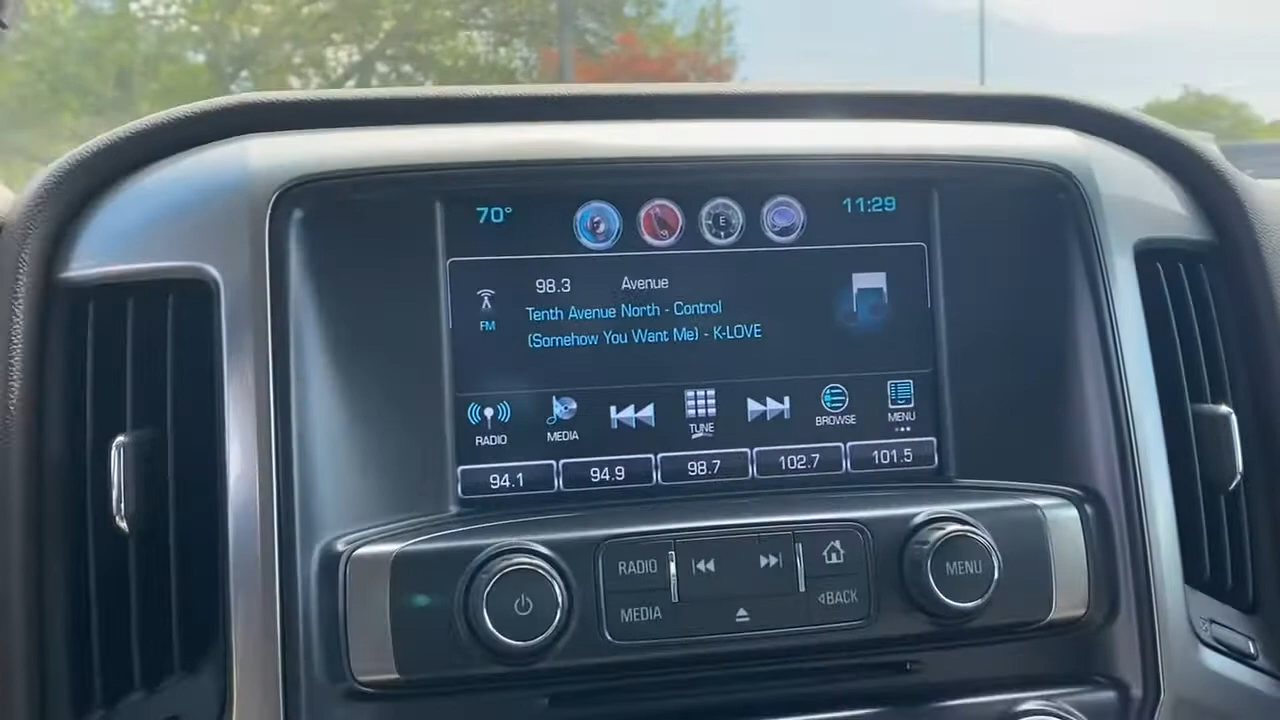 70°
E
11:29
98.3 Avenue
FM
Tenth Avenue North - Control
(Somehow You Want Me) - K-LOVE
RADIO
MEDIA
TUNE
BROWSE
MENU
94.1
94.9
98.7
102.7
101.5
RADIO
MEDIA
◃BACK
MENU